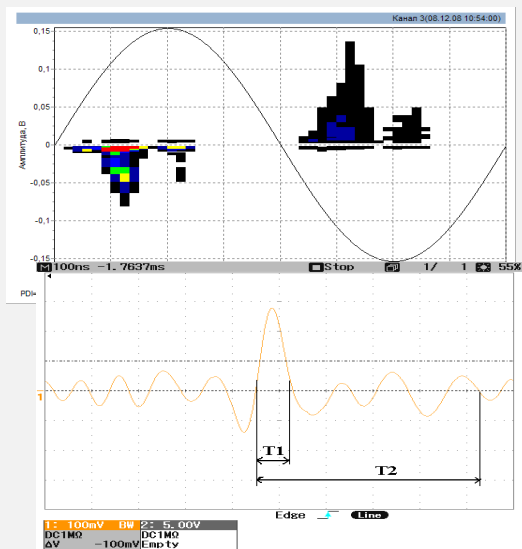 Канал 3(08.12.08 10:54:00)
0,15
0,1
0,05
0
-0,05
-0,1
-0,15
Амплитуда, В
M 100ns -1.7637ms Stop 1/ 1 55%
PDI=
1
T1
T2
Edge Line
1: 100mV BW 2: 5.00V
DC1MΩ DC1MΩ
ΔV -100mV Empty